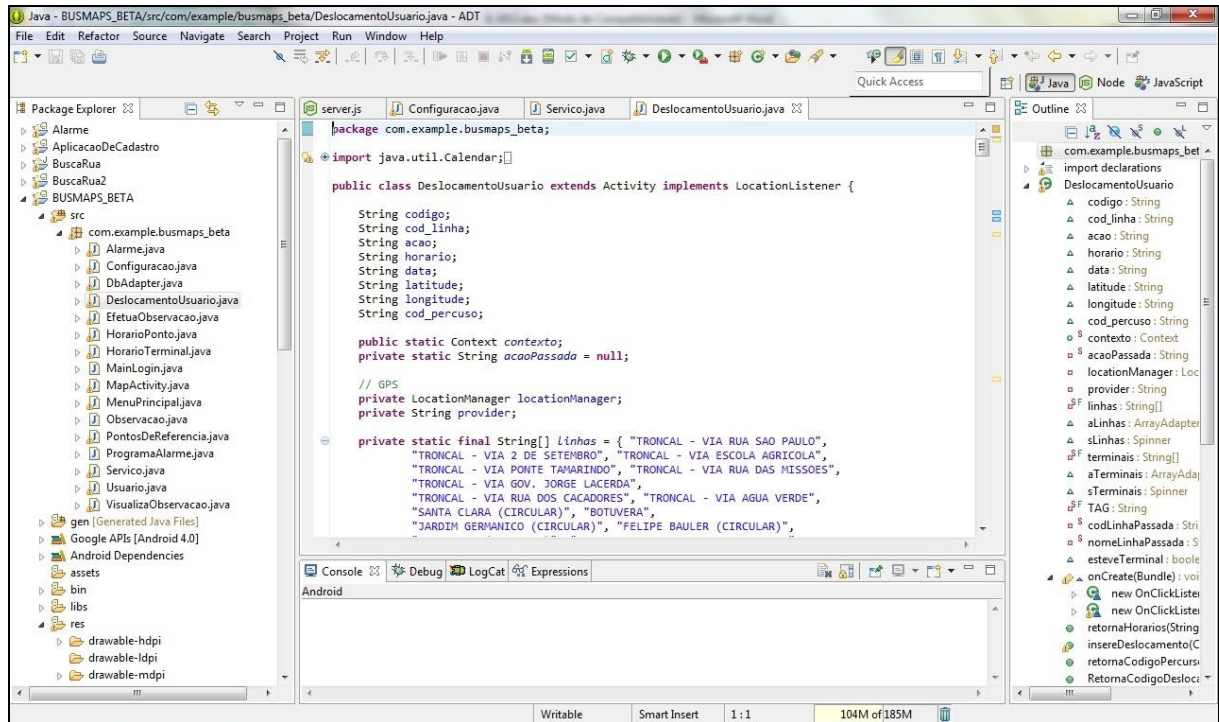 Java - BUSMAPS_BETA/src/com/example/busmaps_beta/DeslocamentoUsuario.java - ADT
File Edit Refactor Source Navigate Search Project Run Window Help
Quick Access
Java Node JavaScript
Package Explorer
Alarme
AplicacaoDeCadastro
BuscaRua
BuscaRua2
BUSMAPS_BETA
src
com.example.busmaps_beta
Alarme.java
Configuracao.java
DbAdapter.java
DeslocamentoUsuario.java
EfetuaObservacao.java
HorarioPonto.java
HorarioTerminal.java
MainLogin.java
MapActivity.java
MenuPrincipal.java
Observacao.java
PontosDeReferencia.java
ProgramaAlarme.java
Servico.java
Usuario.java
VisualizaObservacao.java
gen [Generated Java Files]
Google APIs [Android 4.0]
Android Dependencies
assets
bin
libs
res
drawable-hdpi
drawable-ldpi
drawable-mdpi
server.js Configuracao.java Servico.java DeslocamentoUsuario.java
package com.example.busmaps_beta;
import java.util.Calendar;
public class DeslocamentoUsuario extends Activity implements LocationListener {
String codigo;
String cod_linha;
String acao;
String horario;
String data;
String latitude;
String longitude;
String cod_percuso;
public static Context contexto;
private static String acaoPassada = null;
// GPS
private LocationManager locationManager;
private String provider;
private static final String[] linhas = { "TRONCAL - VIA RUA SAO PAULO",
"TRONCAL - VIA 2 DE SETEMBRO", "TRONCAL - VIA ESCOLA AGRICOLA",
"TRONCAL - VIA PONTE TAMARINDO", "TRONCAL - VIA RUA DAS MISSOES",
"TRONCAL - VIA GOV. JORGE LACERDA",
"TRONCAL - VIA RUA DOS CACADORES", "TRONCAL - VIA AGUA VERDE",
"SANTA CLARA (CIRCULAR)", "BOTUVERA",
"JARDIM GERMANICO (CIRCULAR)", "FELIPE BAULER (CIRCULAR)",
Console Debug LogCat Expressions
Android
Outline
com.example.busmaps_bet
import declarations
DeslocamentoUsuario
codigo : String
cod_linha : String
acao : String
horario : String
data : String
latitude : String
longitude : String
cod_percuso : String
contexto : Context
acaoPassada : String
locationManager : Loc
provider : String
linhas : String[]
aLinhas : ArrayAdapter
sLinhas : Spinner
terminais : String[]
aTerminais : ArrayAdap
sTerminais : Spinner
TAG : String
codLinhaPassada : Stri
nomeLinhaPassada : S
esteveTerminal : boole
onCreate(Bundle) : voi
new OnClickLister
new OnClickLister
retornaHorarios(String
insereDeslocamento(C
retornaCodigoPercurs
RetornaCodigoDesloca
Writable Smart Insert 1 : 1 104M of 185M